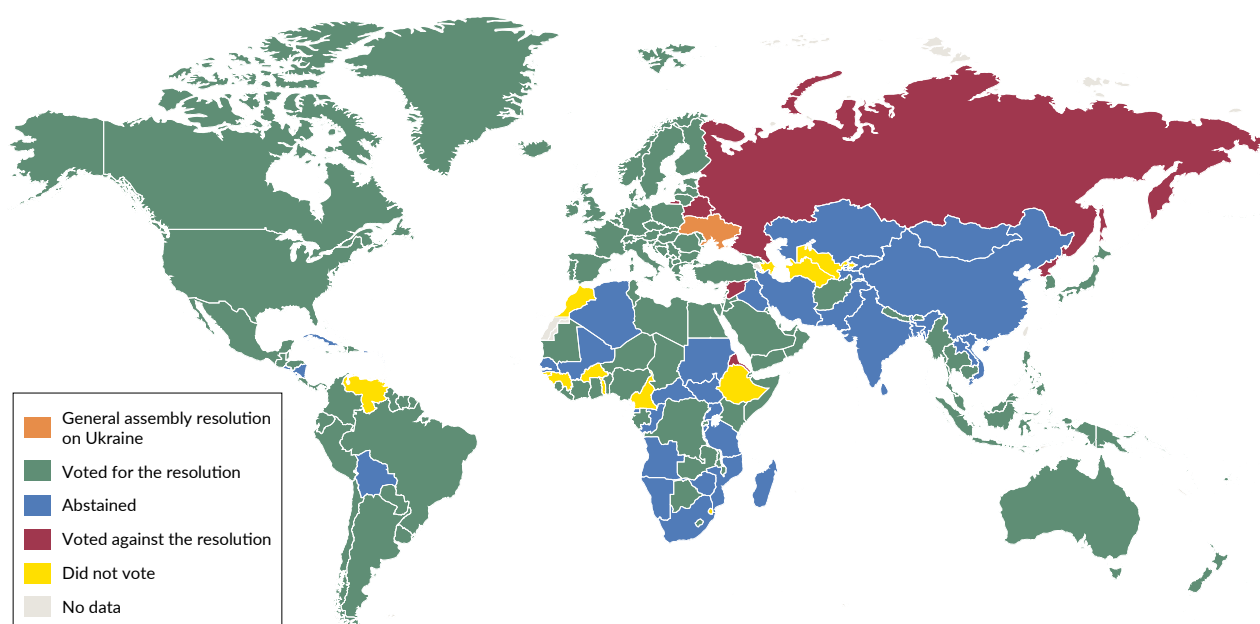 General assembly resolution
on Ukraine
Voted for the resolution
Abstained
Voted against the resolution
Did not vote
No data